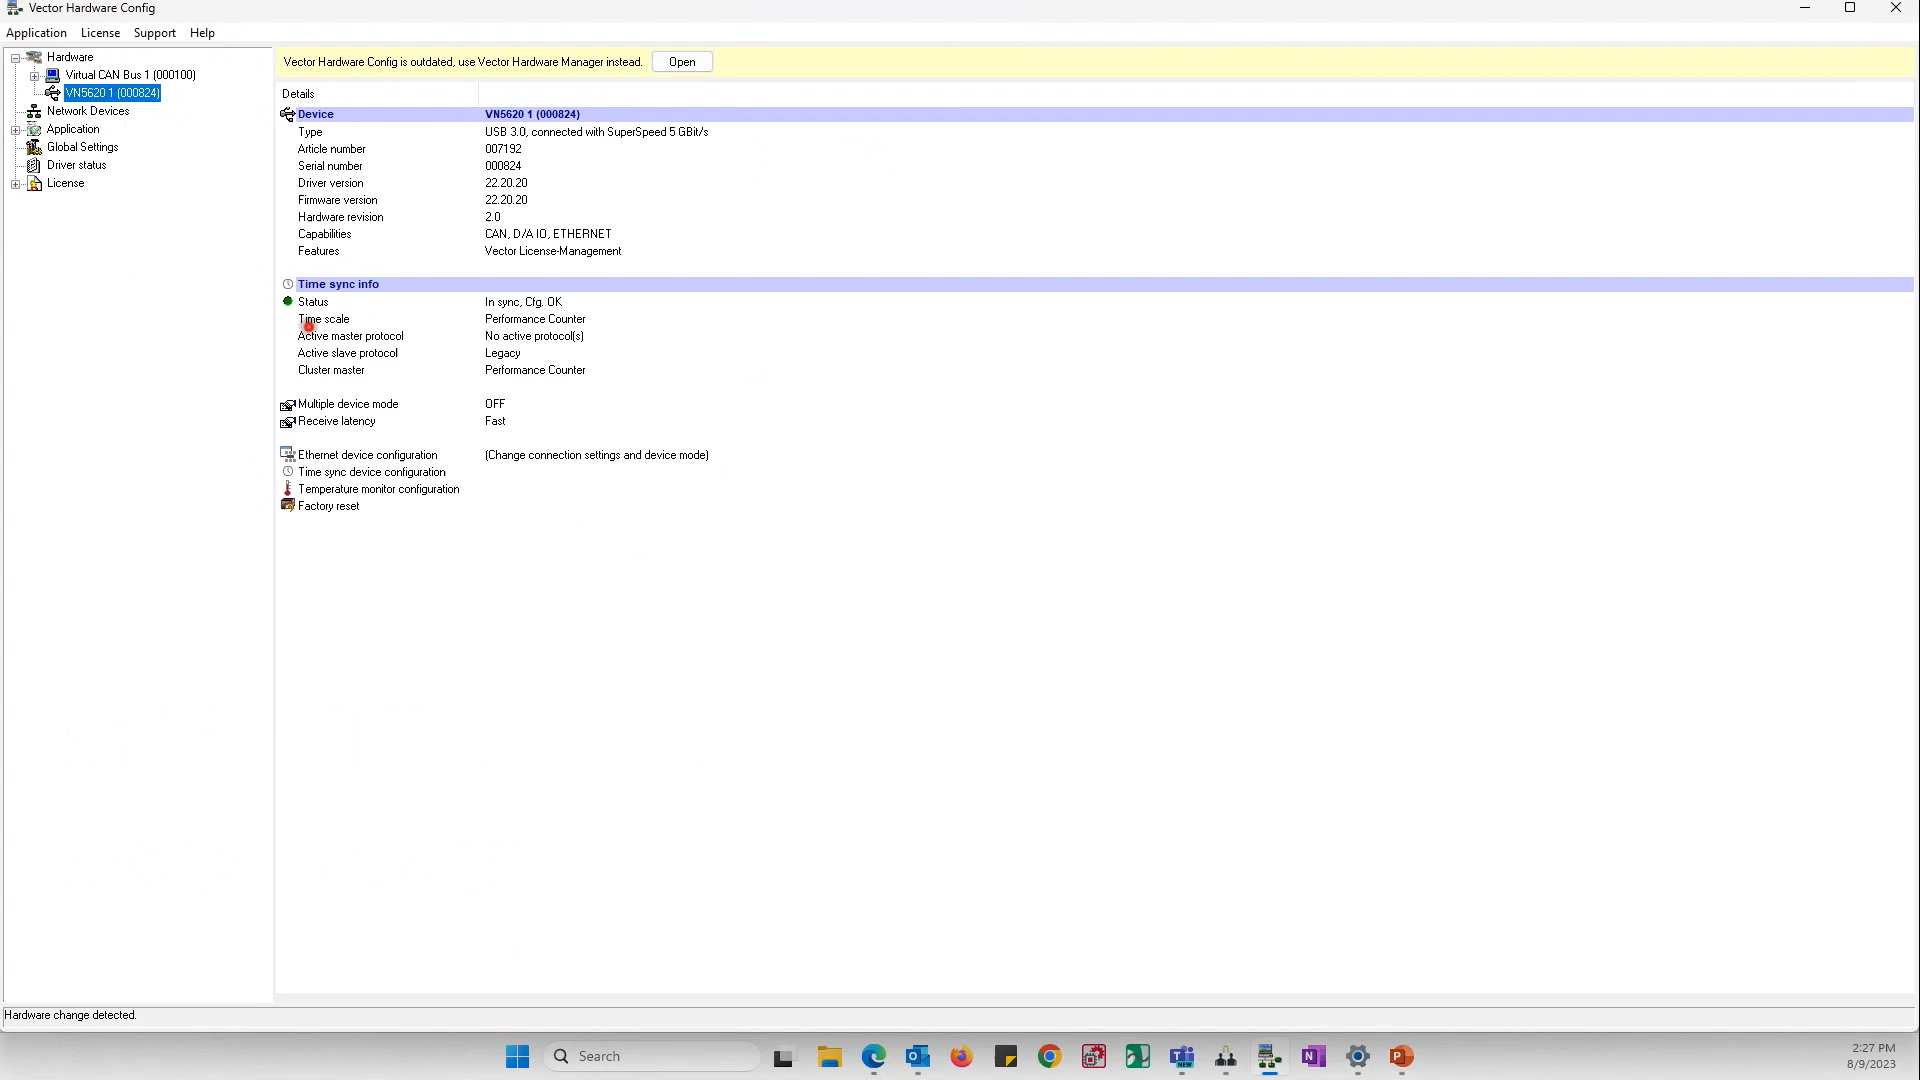 Vector Hardware Config
Application License Support Help
Hardware
Virtual CAN Bus 1 (000100)
VN5620 1 (000824)
Network Devices
Application
Global Settings
Driver status
License
Vector Hardware Config is outdated, use Vector Hardware Manager instead. Open
Details
Device VN5620 1 (000824)
Type USB 3.0, connected with SuperSpeed 5 GBit/s
Article number 007192
Serial number 000824
Driver version 22.20.20
Firmware version 22.20.20
Hardware revision 2.0
Capabilities CAN, D/A IO, ETHERNET
Features Vector License-Management
Time sync info
Status In sync, Cfg. OK
Time scale Performance Counter
Active master protocol No active protocol(s)
Active slave protocol Legacy
Cluster master Performance Counter
Multiple device mode OFF
Receive latency Fast
Ethernet device configuration (Change connection settings and device mode)
Time sync device configuration
Temperature monitor configuration
Factory reset
Hardware change detected.
Search
2:27 PM
8/9/2023